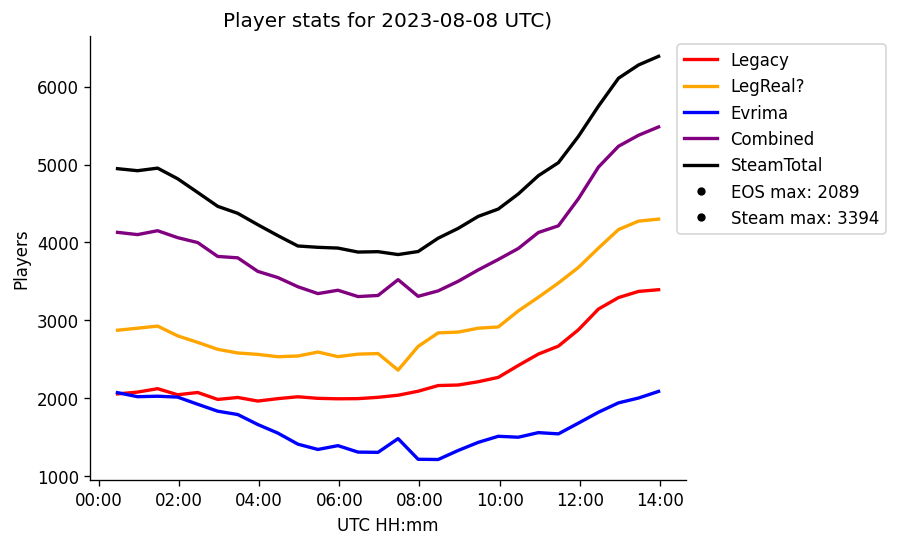 Player stats for 2023-08-08 UTC)
Legacy
LegReal?
Evrima
Combined
SteamTotal
EOS max: 2089
Steam max: 3394
Players
6000
5000
4000
3000
2000
1000
00:00 02:00 04:00 06:00 08:00 10:00 12:00 14:00
UTC HH:mm